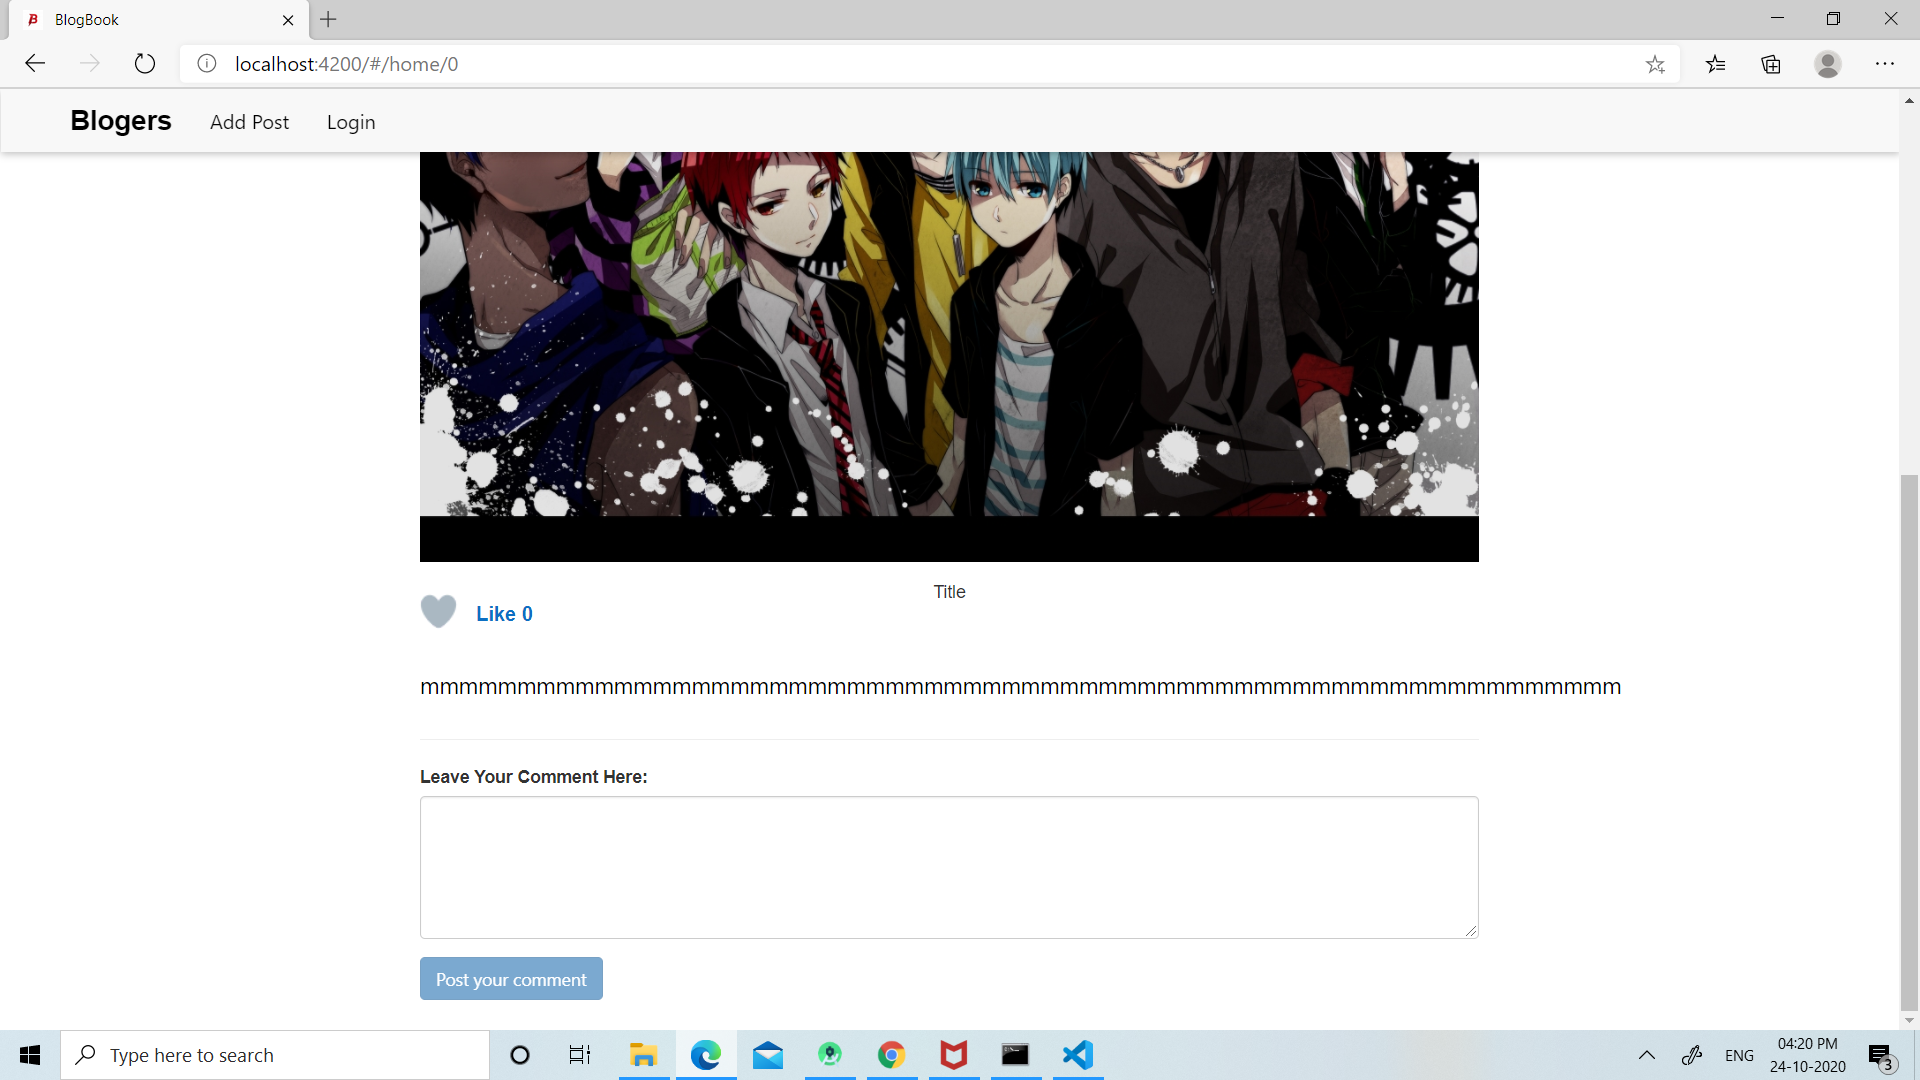 BlogBook
localhost:4200/#/home/0
Blogers Add Post Login
Title
Like 0
mmmmmmmmmmmmmmmmmmmmmmmmmmmmmmmmmmmmmmmmmmmmmmmmmmmmmmmmmmmmmm
Leave Your Comment Here:
Post your comment
Type here to search
ENG
04:20 PM
24-10-2020
3